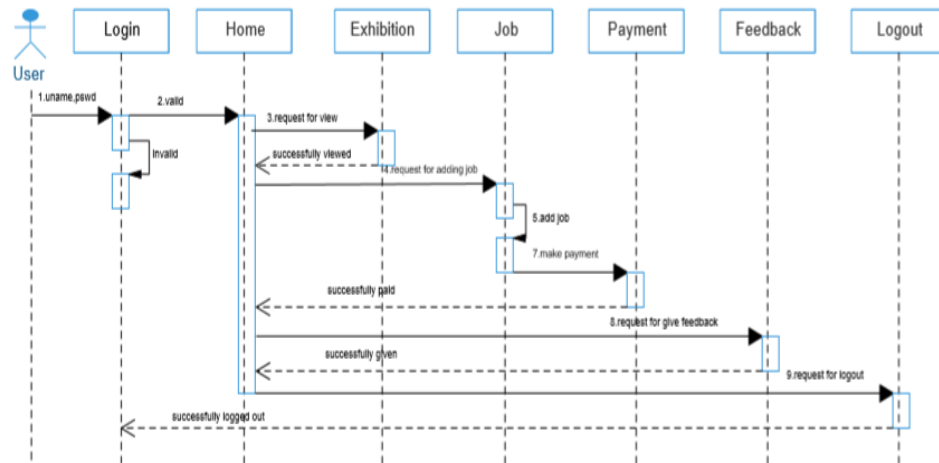 Login
Home
Exhibition
Job
Payment
Feedback
Logout
User
1.uname,pswd
2.valid
3.request for view
invalid
successfully viewed
4.request for adding job
5.add job
7.make payment
successfully paid
8.request for give feedback
successfully given
9.request for logout
successfully logged out